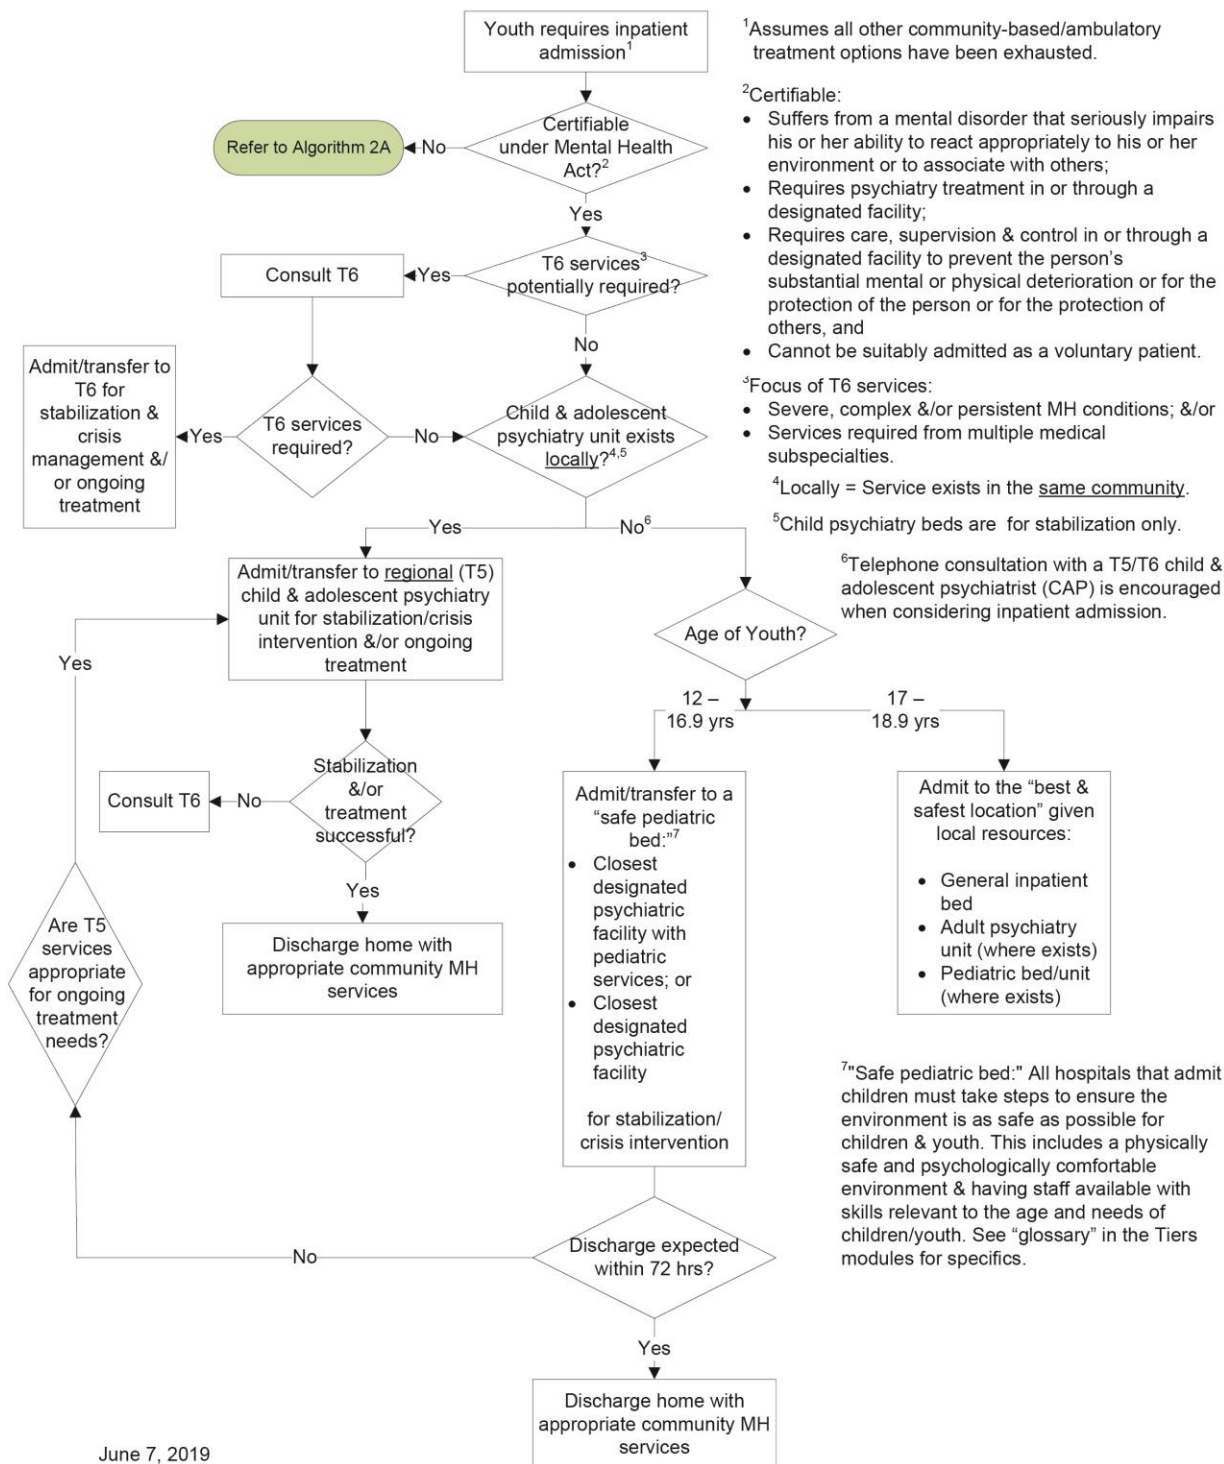 Youth requires inpatient
admission1
1Assumes all other community-based/ambulatory
treatment options have been exhausted.
2Certifiable:
• Suffers from a mental disorder that seriously impairs
his or her ability to react appropriately to his or her
environment or to associate with others;
• Requires psychiatry treatment in or through a
designated facility;
• Requires care, supervision & control in or through a
designated facility to prevent the person's
substantial mental or physical deterioration or for the
protection of the person or for the protection of
others, and
• Cannot be suitably admitted as a voluntary patient.
3Focus of T6 services:
• Severe, complex &/or persistent MH conditions; &/or
• Services required from multiple medical
subspecialties.
4Locally = Service exists in the same community.
5Child psychiatry beds are for stabilization only.
6Telephone consultation with a T5/T6 child &
adolescent psychiatrist (CAP) is encouraged
when considering inpatient admission.
Certifiable
under Mental Health
Act?2
No
Refer to Algorithm 2A
Yes
T6 services3
potentially required?
Yes
Consult T6
No
T6 services
required?
Yes
Admit/transfer to
T6 for
stabilization &
crisis
management &/
or ongoing
treatment
No
Child & adolescent
psychiatry unit exists
locally?4,5
Yes
No6
Admit/transfer to regional (T5)
child & adolescent psychiatry
unit for stabilization/crisis
intervention &/or ongoing
treatment
Age of Youth?
Yes
12 –
16.9 yrs
17 –
18.9 yrs
Stabilization
&/or
treatment
successful?
No
Consult T6
Yes
Discharge home with
appropriate community MH
services
Are T5
services
appropriate
for ongoing
treatment
needs?
Admit/transfer to a
“safe pediatric
bed:”7
• Closest
designated
psychiatric
facility with
pediatric
services; or
• Closest
designated
psychiatric
facility
for stabilization/
crisis intervention
Admit to the “best &
safest location” given
local resources:
• General inpatient
bed
• Adult psychiatry
unit (where exists)
• Pediatric bed/unit
(where exists)
7"Safe pediatric bed:" All hospitals that admit
children must take steps to ensure the
environment is as safe as possible for
children & youth. This includes a physically
safe and psychologically comfortable
environment & having staff available with
skills relevant to the age and needs of
children/youth. See “glossary” in the Tiers
modules for specifics.
Discharge expected
within 72 hrs?
No
Yes
Discharge home with
appropriate community MH
services
June 7, 2019